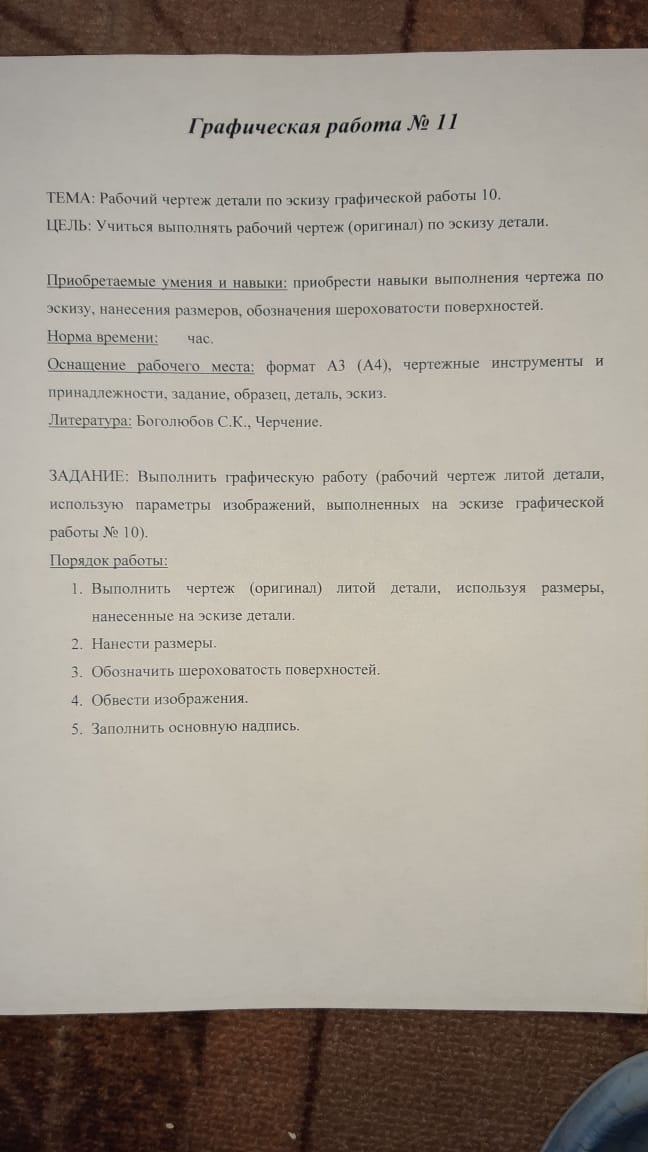 Графическая работа № 11
ТЕМА: Рабочий чертеж детали по эскизу графической работы 10.
ЦЕЛЬ: Учиться выполнять рабочий чертеж (оригинал) по эскизу детали.
Приобретаемые умения и навыки: приобрести навыки выполнения чертежа по
эскизу, нанесения размеров, обозначения шероховатости поверхностей.
Норма времени: час.
Оснащение рабочего места: формат А3 (А4), чертежные инструменты и
принадлежности, задание, образец, деталь, эскиз.
Литература: Боголюбов С.К., Черчение.
ЗАДАНИЕ: Выполнить графическую работу (рабочий чертеж литой детали,
использую параметры изображений, выполненных на эскизе графической
работы № 10).
Порядок работы:
1. Выполнить чертеж (оригинал) литой детали, используя размеры,
нанесенные на эскизе детали.
2. Нанести размеры.
3. Обозначить шероховатость поверхностей.
4. Обвести изображения.
5. Заполнить основную надпись.